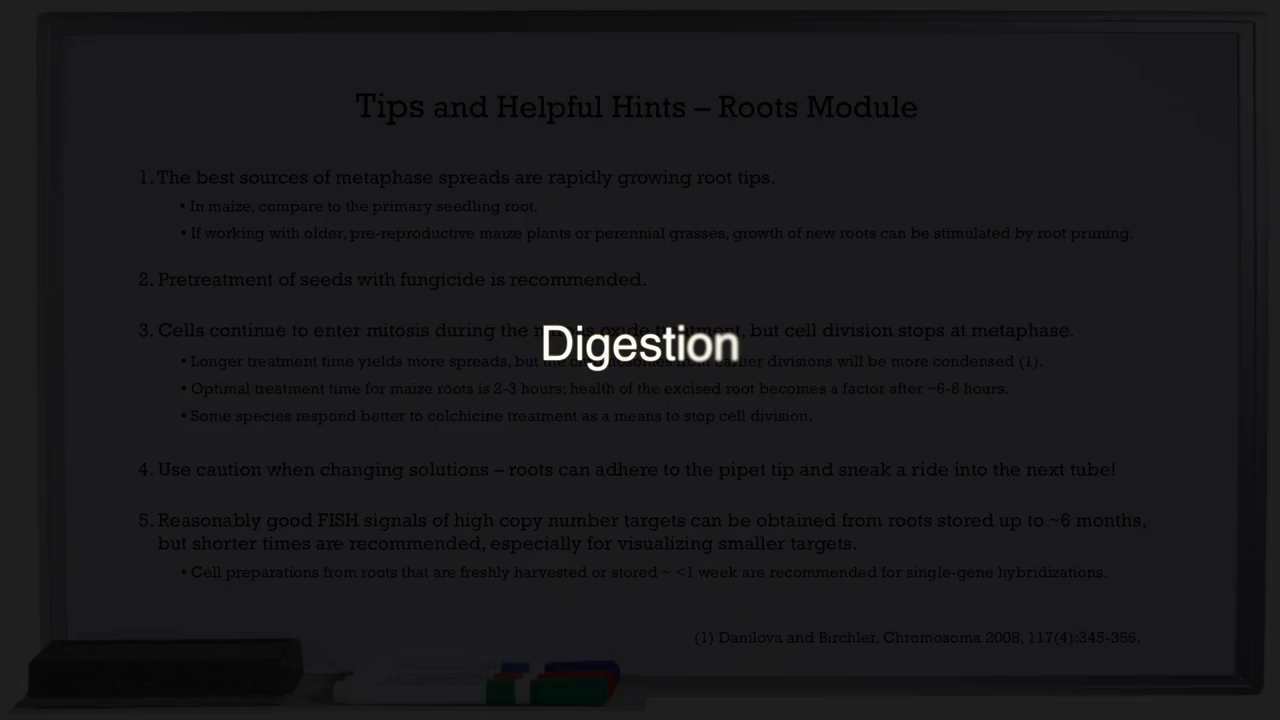 Tips and Helpful Hints – Roots Module
1. The best sources of metaphase spreads are rapidly growing root tips.
• In maize, compare to the primary seedling root.
• If working with older, pre-reproductive maize plants or perennial grasses, growth of new roots can be stimulated by root pruning.
2. Pretreatment of seeds with fungicide is recommended.
3. Cells continue to enter mitosis during the nitrous oxide treatment, but cell division stops at metaphase.
Digestion
• Longer treatment time yields more spreads, but the chromosomes from earlier divisions will be more condensed (1).
• Optimal treatment time for maize roots is 2-3 hours; health of the excised root becomes a factor after ~6-8 hours.
• Some species respond better to colchicine treatment as a means to stop cell division.
4. Use caution when changing solutions – roots can adhere to the pipet tip and sneak a ride into the next tube!
5. Reasonably good FISH signals of high copy number targets can be obtained from roots stored up to ~6 months,
but shorter times are recommended, especially for visualizing smaller targets.
• Cell preparations from roots that are freshly harvested or stored ~ <1 week are recommended for single-gene hybridizations.
(1) Danilova and Birchler, Chromosoma 2008, 117(4):345-356.